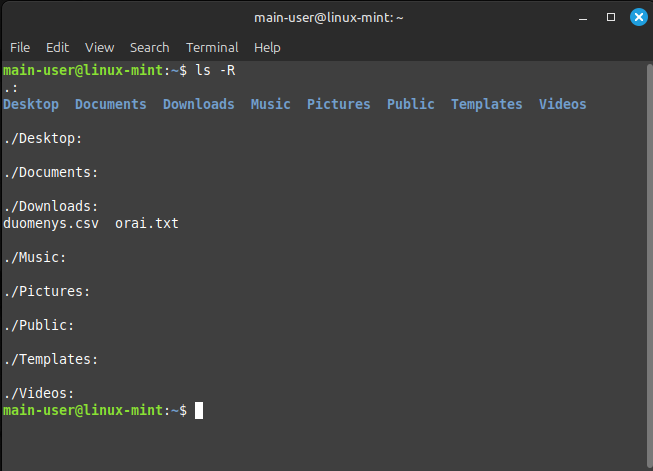 main-user@linux-mint: ~
File Edit View Search Terminal Help
main-user@linux-mint:~$ ls -R
.:
Desktop  Documents  Downloads  Music  Pictures  Public  Templates  Videos
./Desktop:
./Documents:
./Downloads:
duomenys.csv  orai.txt
./Music:
./Pictures:
./Public:
./Templates:
./Videos:
main-user@linux-mint:~$